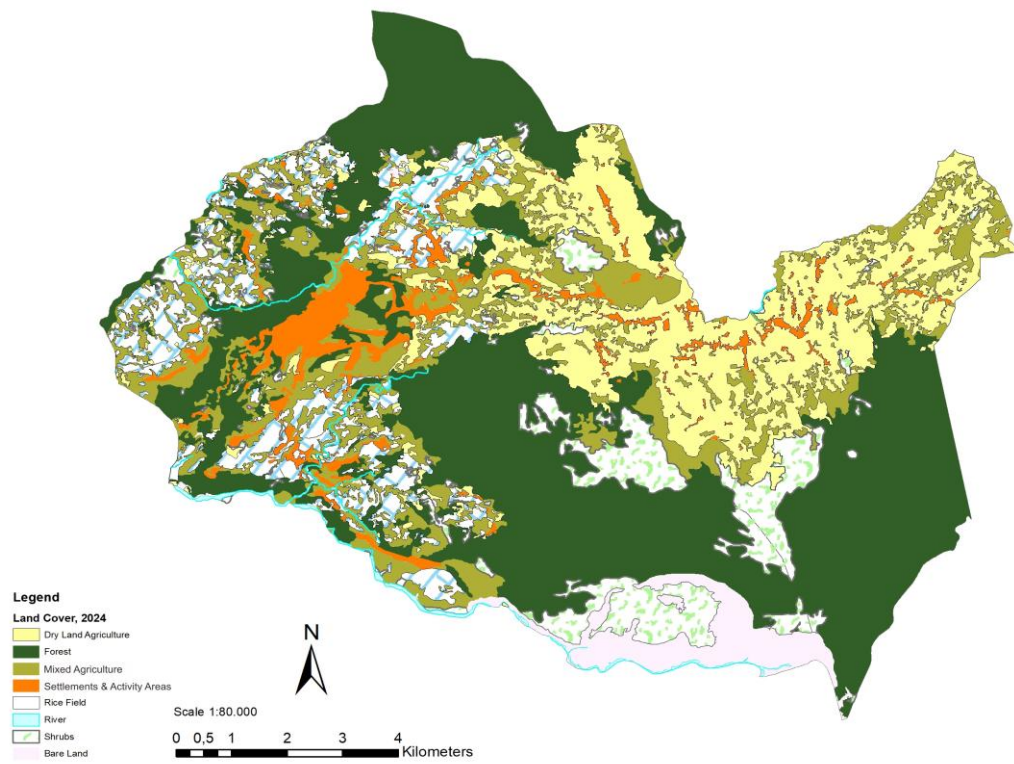 Legend
Land Cover, 2024
Dry Land Agriculture
Forest
Mixed Agriculture
Settlements & Activity Areas
Rice Field
River
Shrubs
Bare Land
N
Scale 1:80.000
0 0,5 1 2 3 4
Kilometers